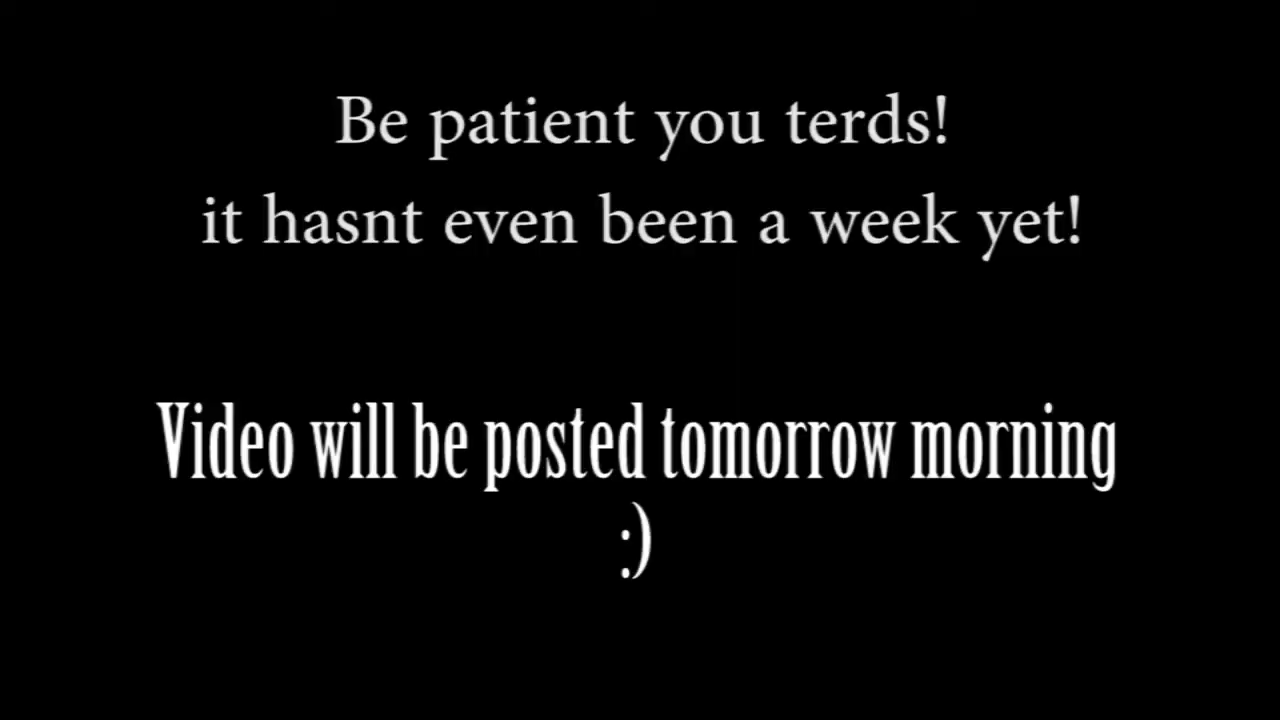 Be patient you terds!
it hasnt even been a week yet!
Video will be posted tomorrow morning
:)